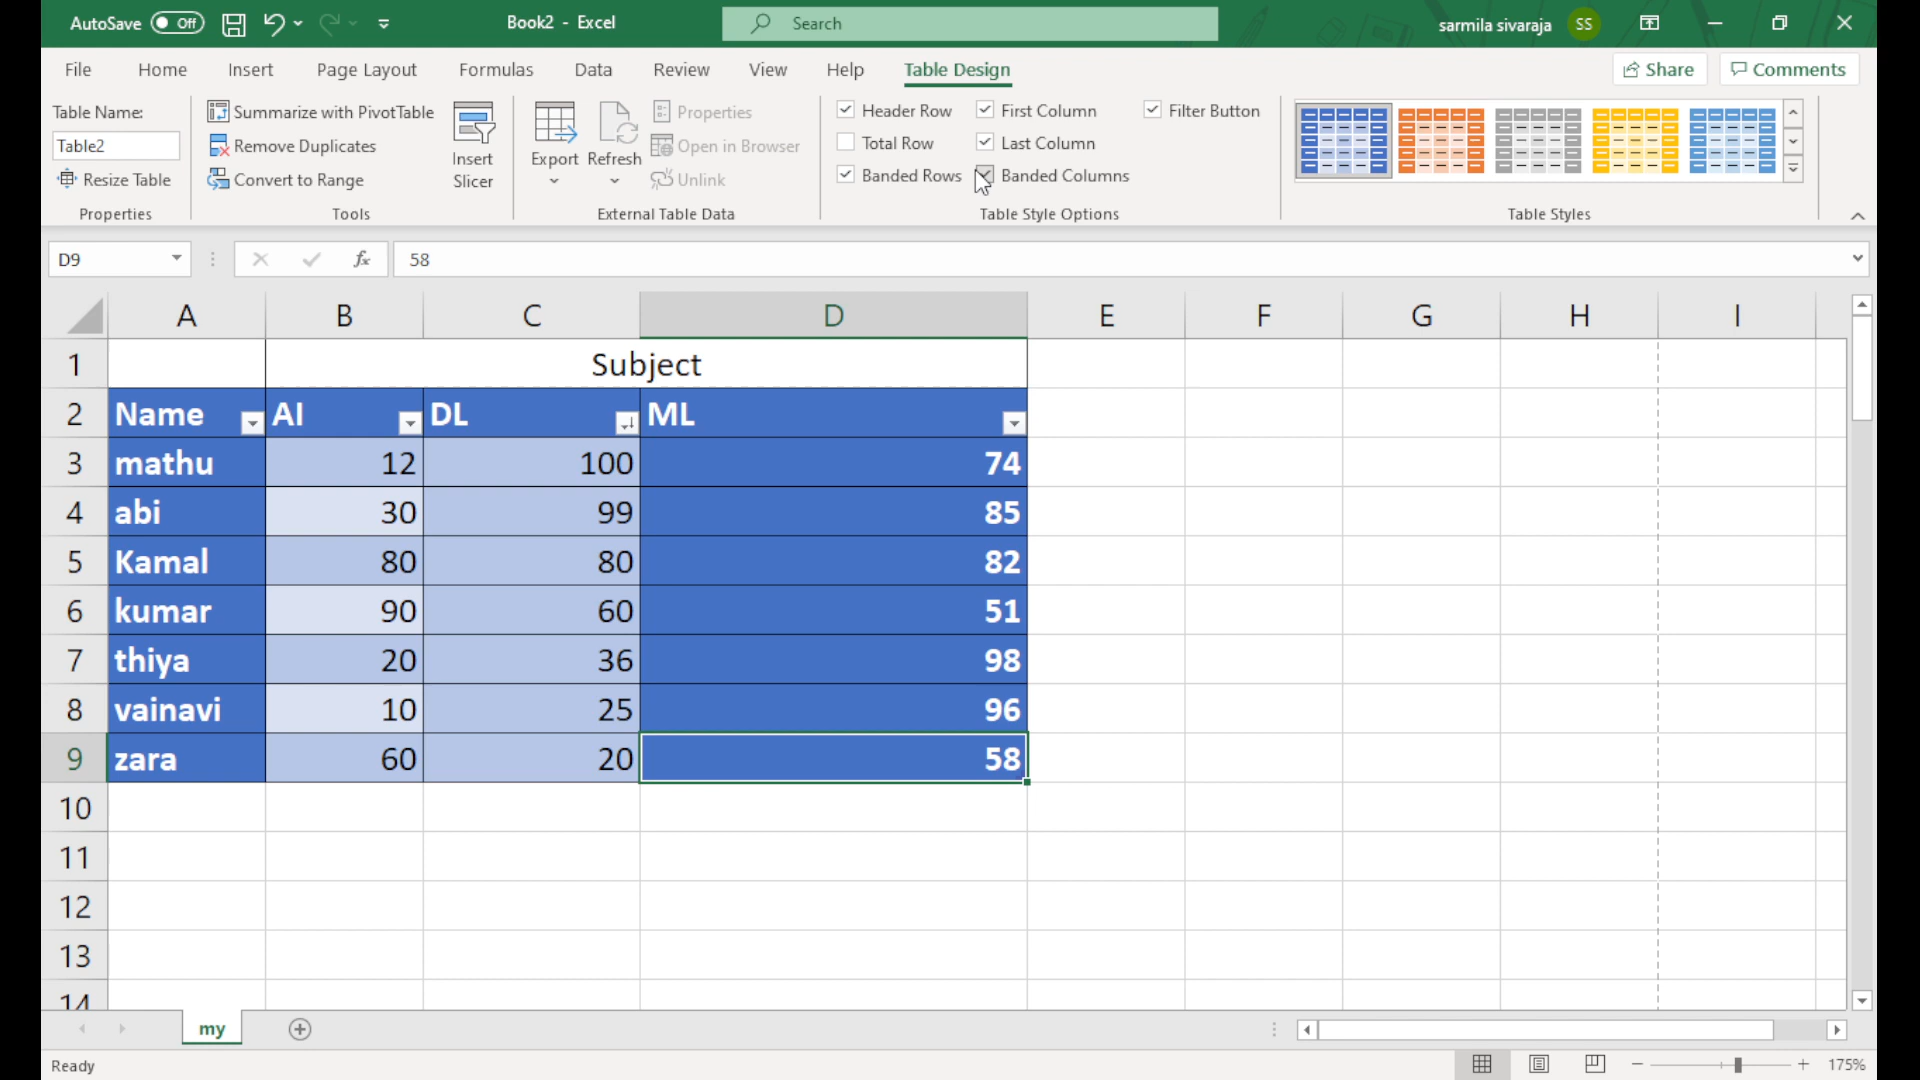 AutoSave Off Book2 - Excel Search sarmila sivaraja SS
File Home Insert Page Layout Formulas Data Review View Help Table Design Share Comments
Table Name:
Table2
Resize Table
Properties
Summarize with PivotTable
Remove Duplicates
Convert to Range
Tools
Insert
Slicer
Export
Refresh
Properties
Open in Browser
Unlink
External Table Data
Header Row First Column Filter Button
Total Row Last Column
Banded Rows Banded Columns
Table Style Options
Table Styles
D9 fx 58
A B C D E F G H I
1 Subject
2 Name AI DL ML
3 mathu 12 100 74
4 abi 30 99 85
5 Kamal 80 80 82
6 kumar 90 60 51
7 thiya 20 36 98
8 vainavi 10 25 96
9 zara 60 20 58
10
11
12
13
14
my
Ready 175%